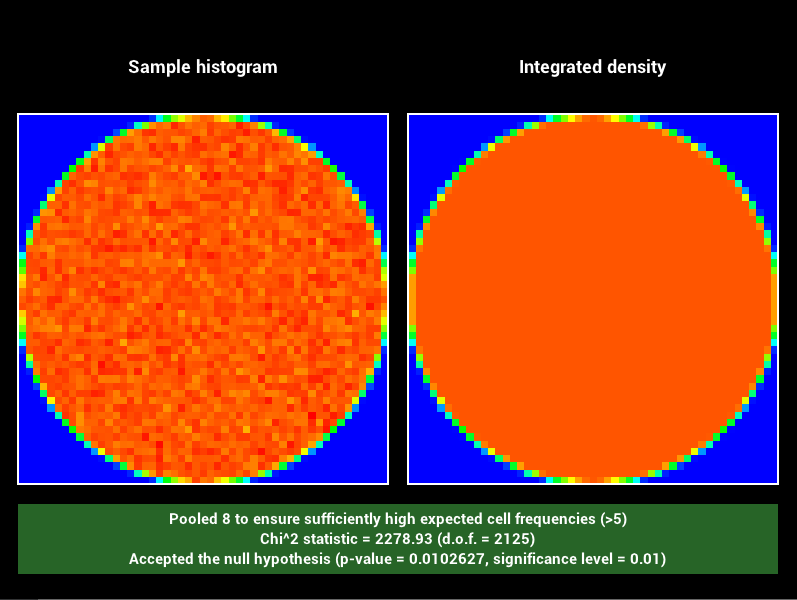 Sample histogram
Integrated density
Pooled 8 to ensure sufficiently high expected cell frequencies (>5)
Chi^2 statistic = 2278.93 (d.o.f. = 2125)
Accepted the null hypothesis (p-value = 0.0102627, significance level = 0.01)